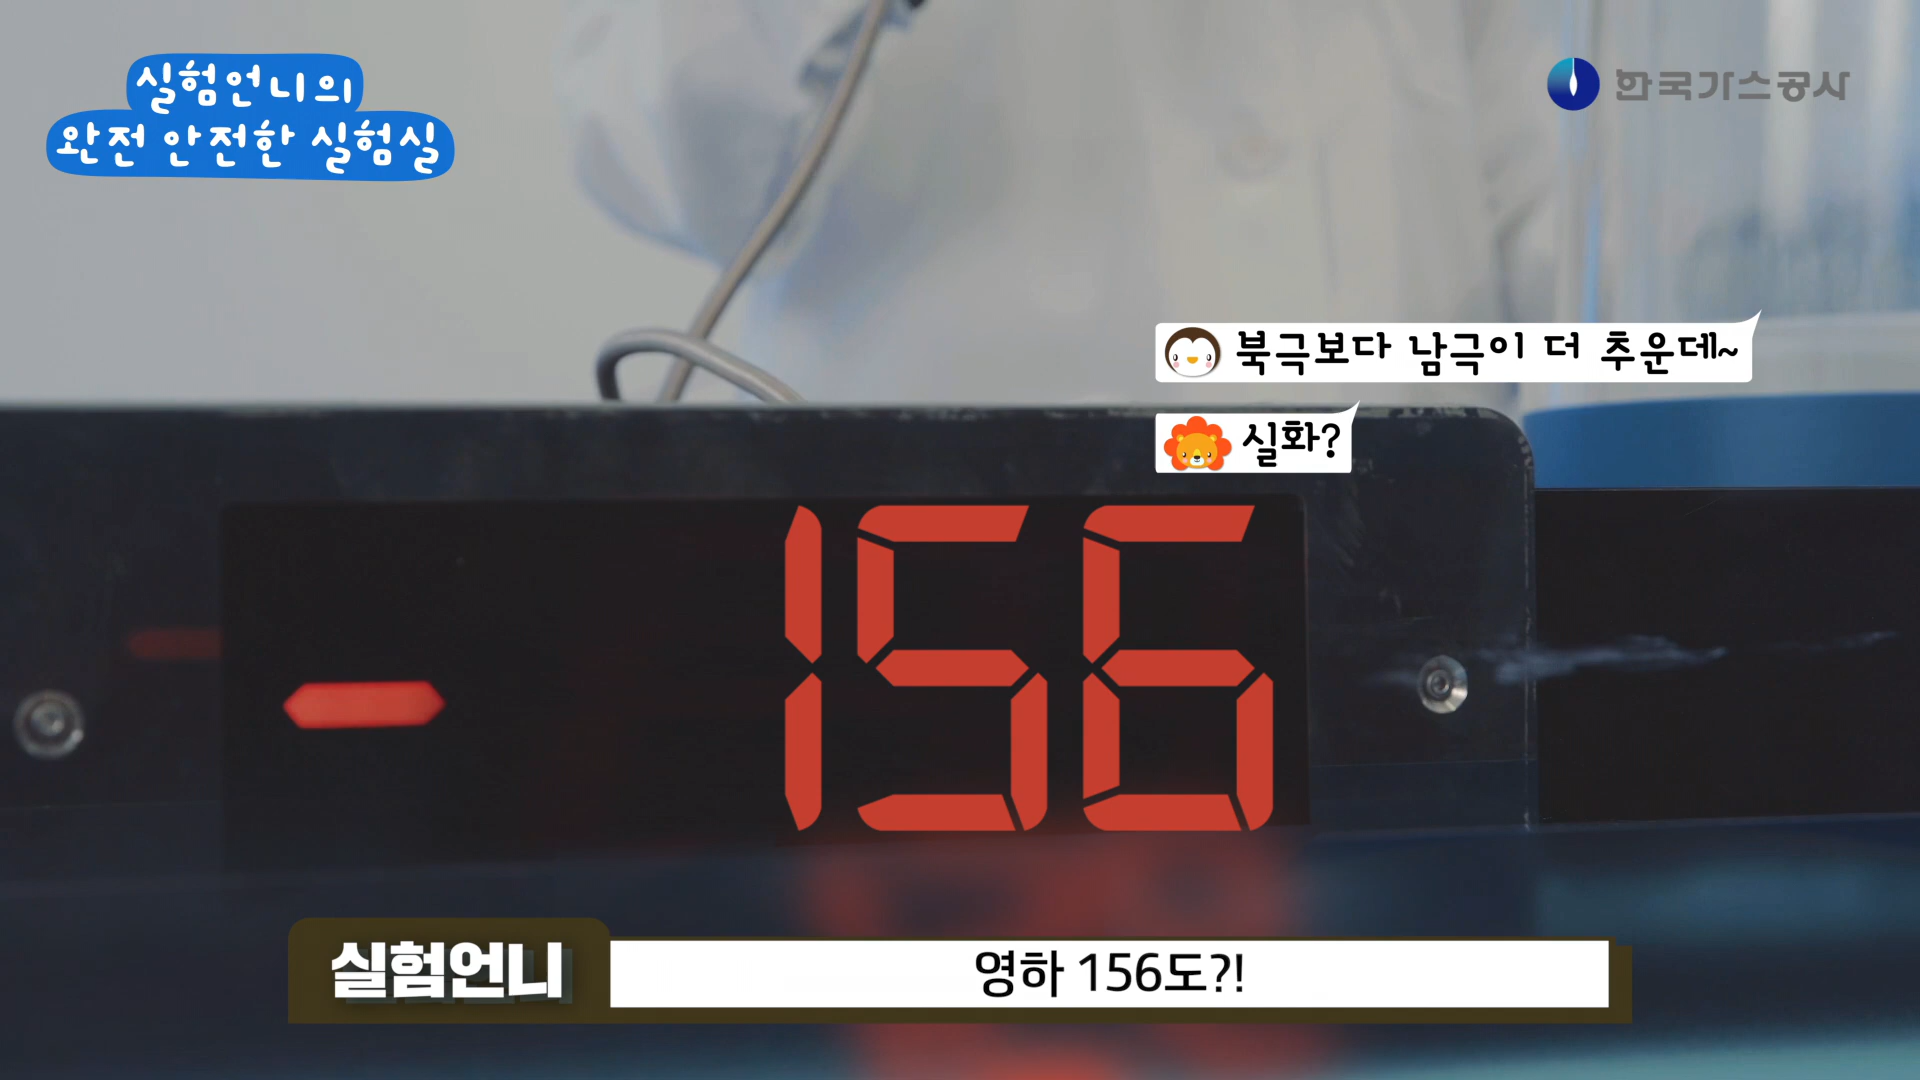 실험언니의
완전 안전한 실험실
한국가스공사
북극보다 남극이 더 추운데~
실화?
-156
실험언니
영하 156도?!